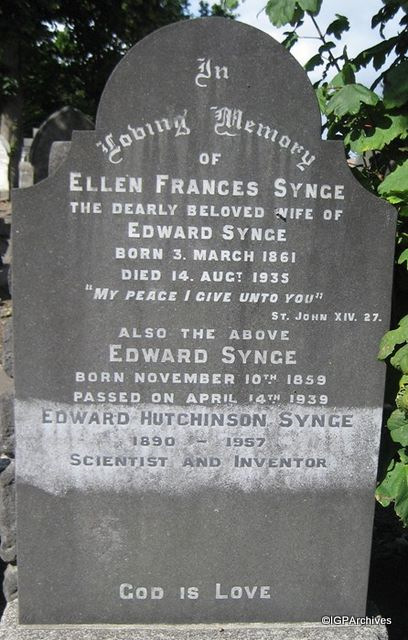 In
Loving Memory
OF
ELLEN FRANCES SYNGE
THE DEARLY BELOVED WIFE OF
EDWARD SYNGE
BORN 3. MARCH 1861
DIED 14. AUGT 1935
"MY PEACE I GIVE UNTO YOU"
ST. JOHN XIV. 27.
ALSO THE ABOVE
EDWARD SYNGE
BORN NOVEMBER 10TH 1859
PASSED ON APRIL 14TH 1939
EDWARD HUTCHINSON SYNGE
1890 – 1957
SCIENTIST AND INVENTOR
GOD IS LOVE
©IGPArchives